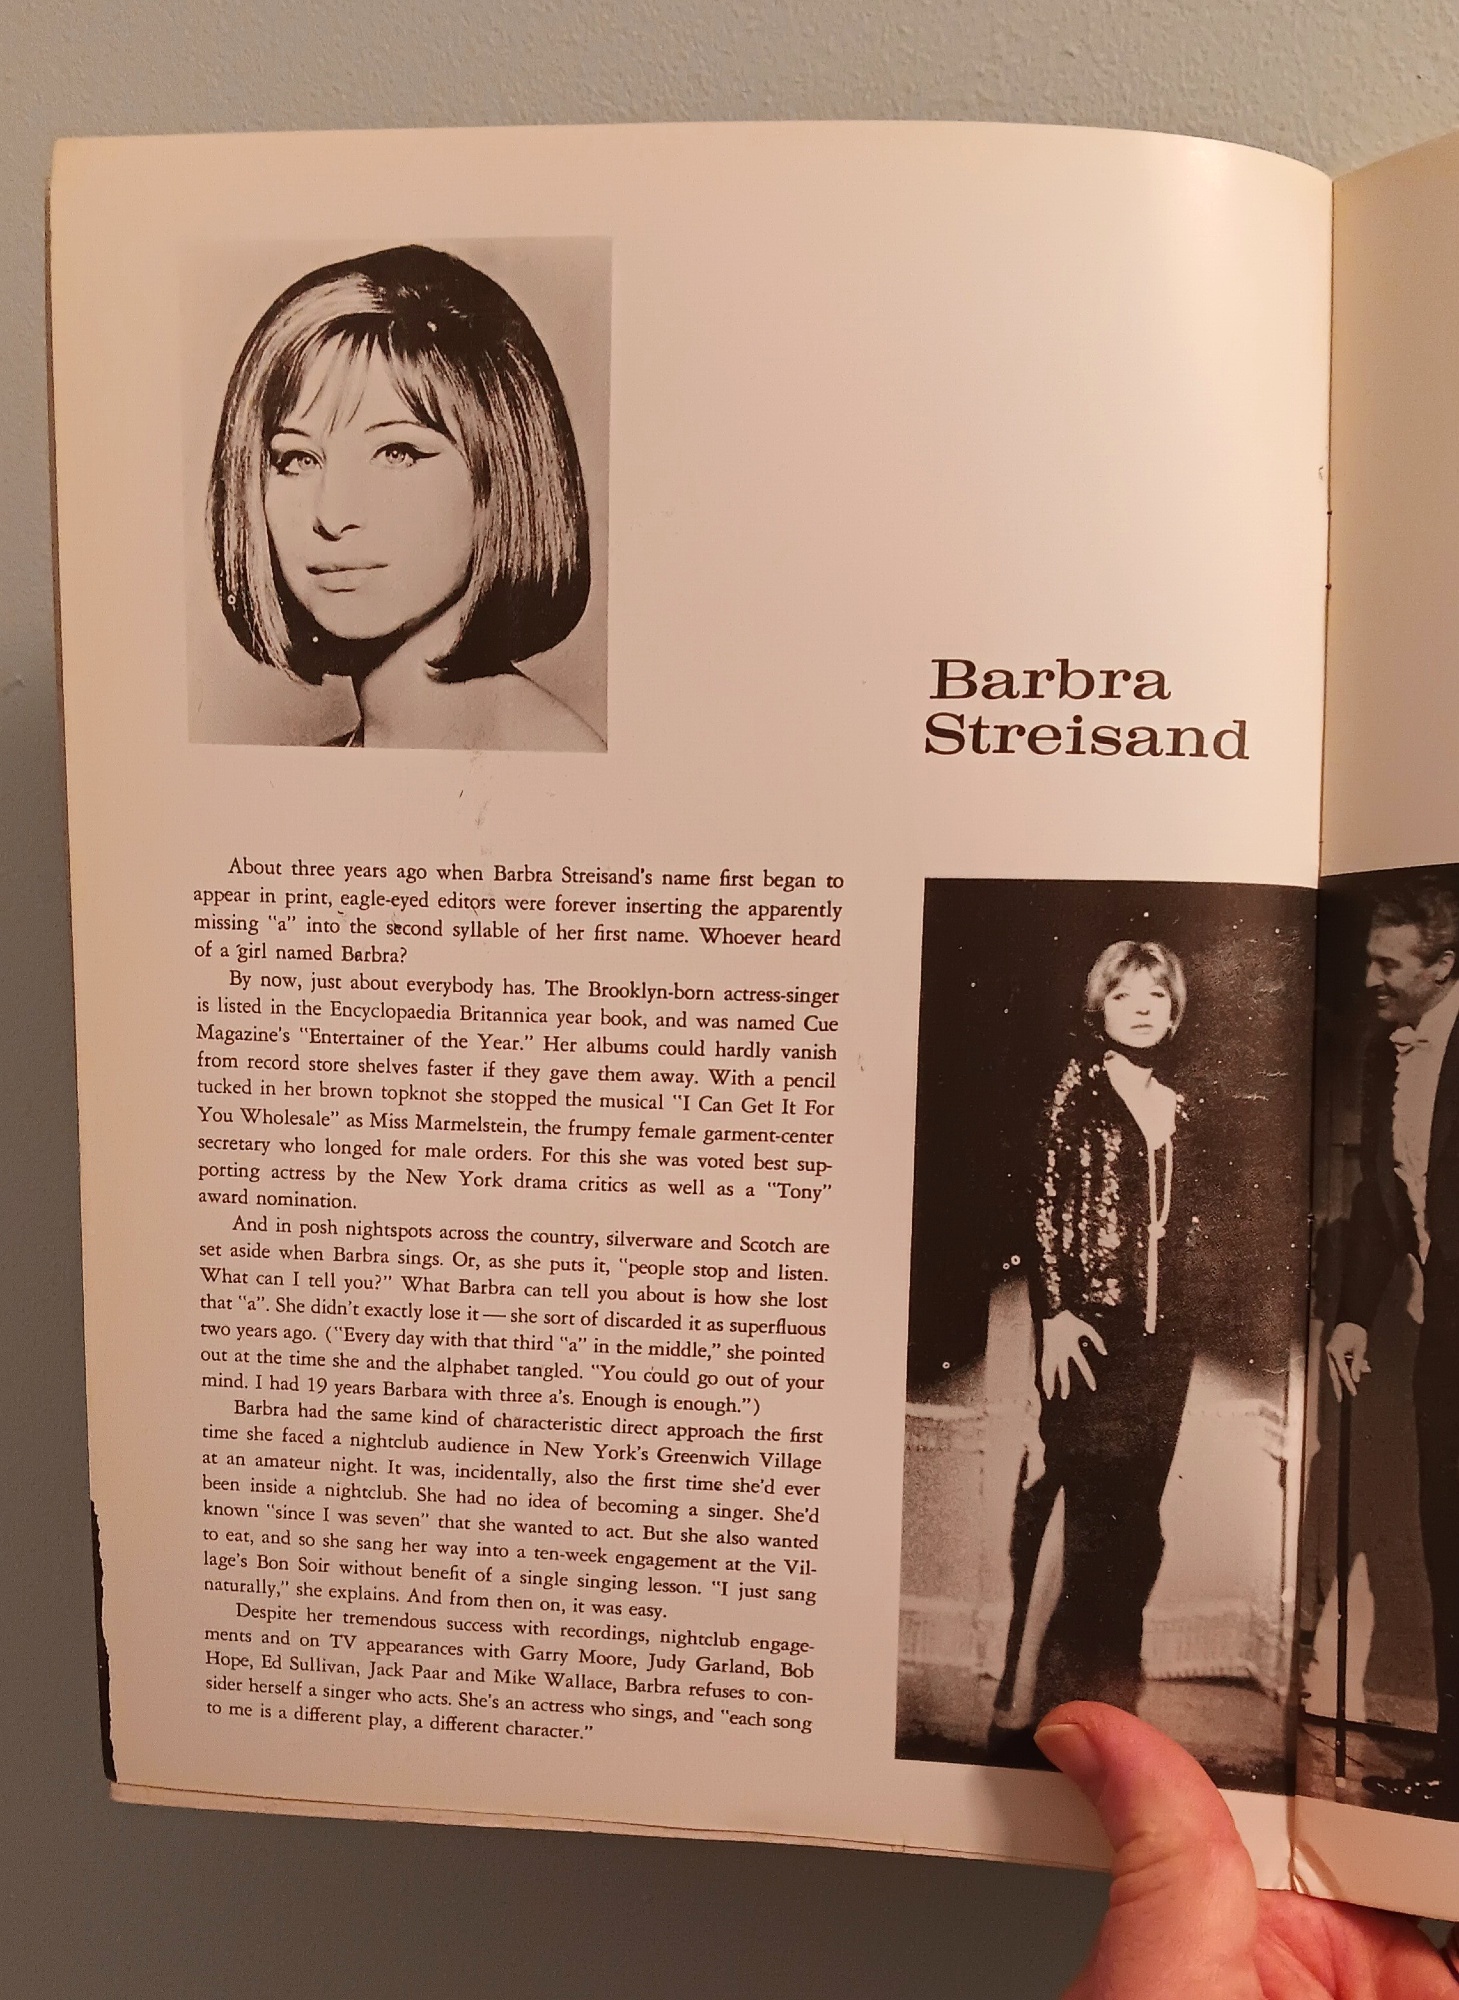 Barbra
Streisand
About three years ago when Barbra Streisand's name first began to
appear in print, eagle-eyed editors were forever inserting the apparently
missing "a" into the second syllable of her first name. Whoever heard
of a girl named Barbra?
By now, just about everybody has. The Brooklyn-born actress-singer
is listed in the Encyclopaedia Britannica year book, and was named Cue
Magazine's "Entertainer of the Year." Her albums could hardly vanish
from record store shelves faster if they gave them away. With a pencil
tucked in her brown topknot she stopped the musical "I Can Get It For
You Wholesale" as Miss Marmelstein, the frumpy female garment-center
secretary who longed for male orders. For this she was voted best sup-
porting actress by the New York drama critics as well as a "Tony"
award nomination.
And in posh nightspots across the country, silverware and Scotch are
set aside when Barbra sings. Or, as she puts it, "people stop and listen.
What can I tell you?" What Barbra can tell you about is how she lost
that "a". She didn't exactly lose it — she sort of discarded it as superfluous
two years ago. ("Every day with that third "a" in the middle," she pointed
out at the time she and the alphabet tangled. "You could go out of your
mind. I had 19 years Barbara with three a's. Enough is enough.")
Barbra had the same kind of characteristic direct approach the first
time she faced a nightclub audience in New York's Greenwich Village
at an amateur night. It was, incidentally, also the first time she'd ever
been inside a nightclub. She had no idea of becoming a singer. She'd
known "since I was seven" that she wanted to act. But she also wanted
to eat, and so she sang her way into a ten-week engagement at the Vil-
lage's Bon Soir without benefit of a single singing lesson. "I just sang
naturally," she explains. And from then on, it was easy.
Despite her tremendous success with recordings, nightclub engage-
ments and on TV appearances with Garry Moore, Judy Garland, Bob
Hope, Ed Sullivan, Jack Paar and Mike Wallace, Barbra refuses to con-
sider herself a singer who acts. She's an actress who sings, and "each song
to me is a different play, a different character."